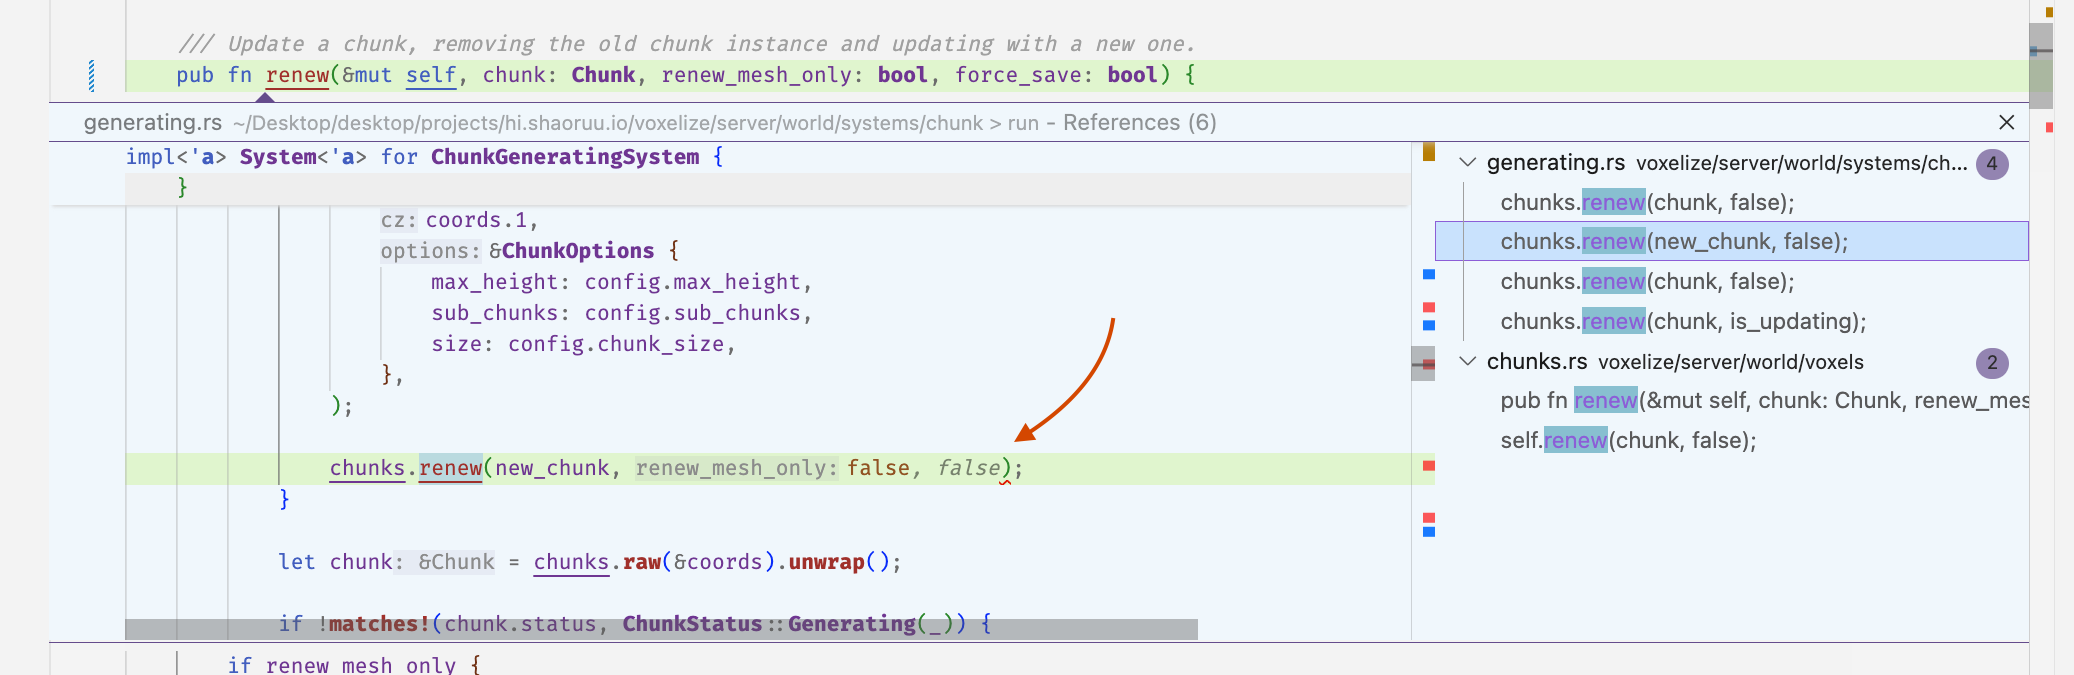 /// Update a chunk, removing the old chunk instance and updating with a new one.
pub fn renew(&mut self, chunk: Chunk, renew_mesh_only: bool, force_save: bool) {
generating.rs ~/Desktop/desktop/projects/hi.shaoruu.io/voxelize/server/world/systems/chunk > run - References (6)
impl<'a> System<'a> for ChunkGeneratingSystem {
}
cz: coords.1,
options: &ChunkOptions {
max_height: config.max_height,
sub_chunks: config.sub_chunks,
size: config.chunk_size,
},
);
chunks.renew(new_chunk, renew_mesh_only: false, false);
}
let chunk: &Chunk = chunks.raw(&coords).unwrap();
if !matches!(chunk.status, ChunkStatus::Generating(_)) {
generating.rs voxelize/server/world/systems/ch... 4
chunks.renew(chunk, false);
chunks.renew(new_chunk, false);
chunks.renew(chunk, false);
chunks.renew(chunk, is_updating);
chunks.rs voxelize/server/world/voxels 2
pub fn renew(&mut self, chunk: Chunk, renew_mes
self.renew(chunk, false);
if renew_mesh_only {